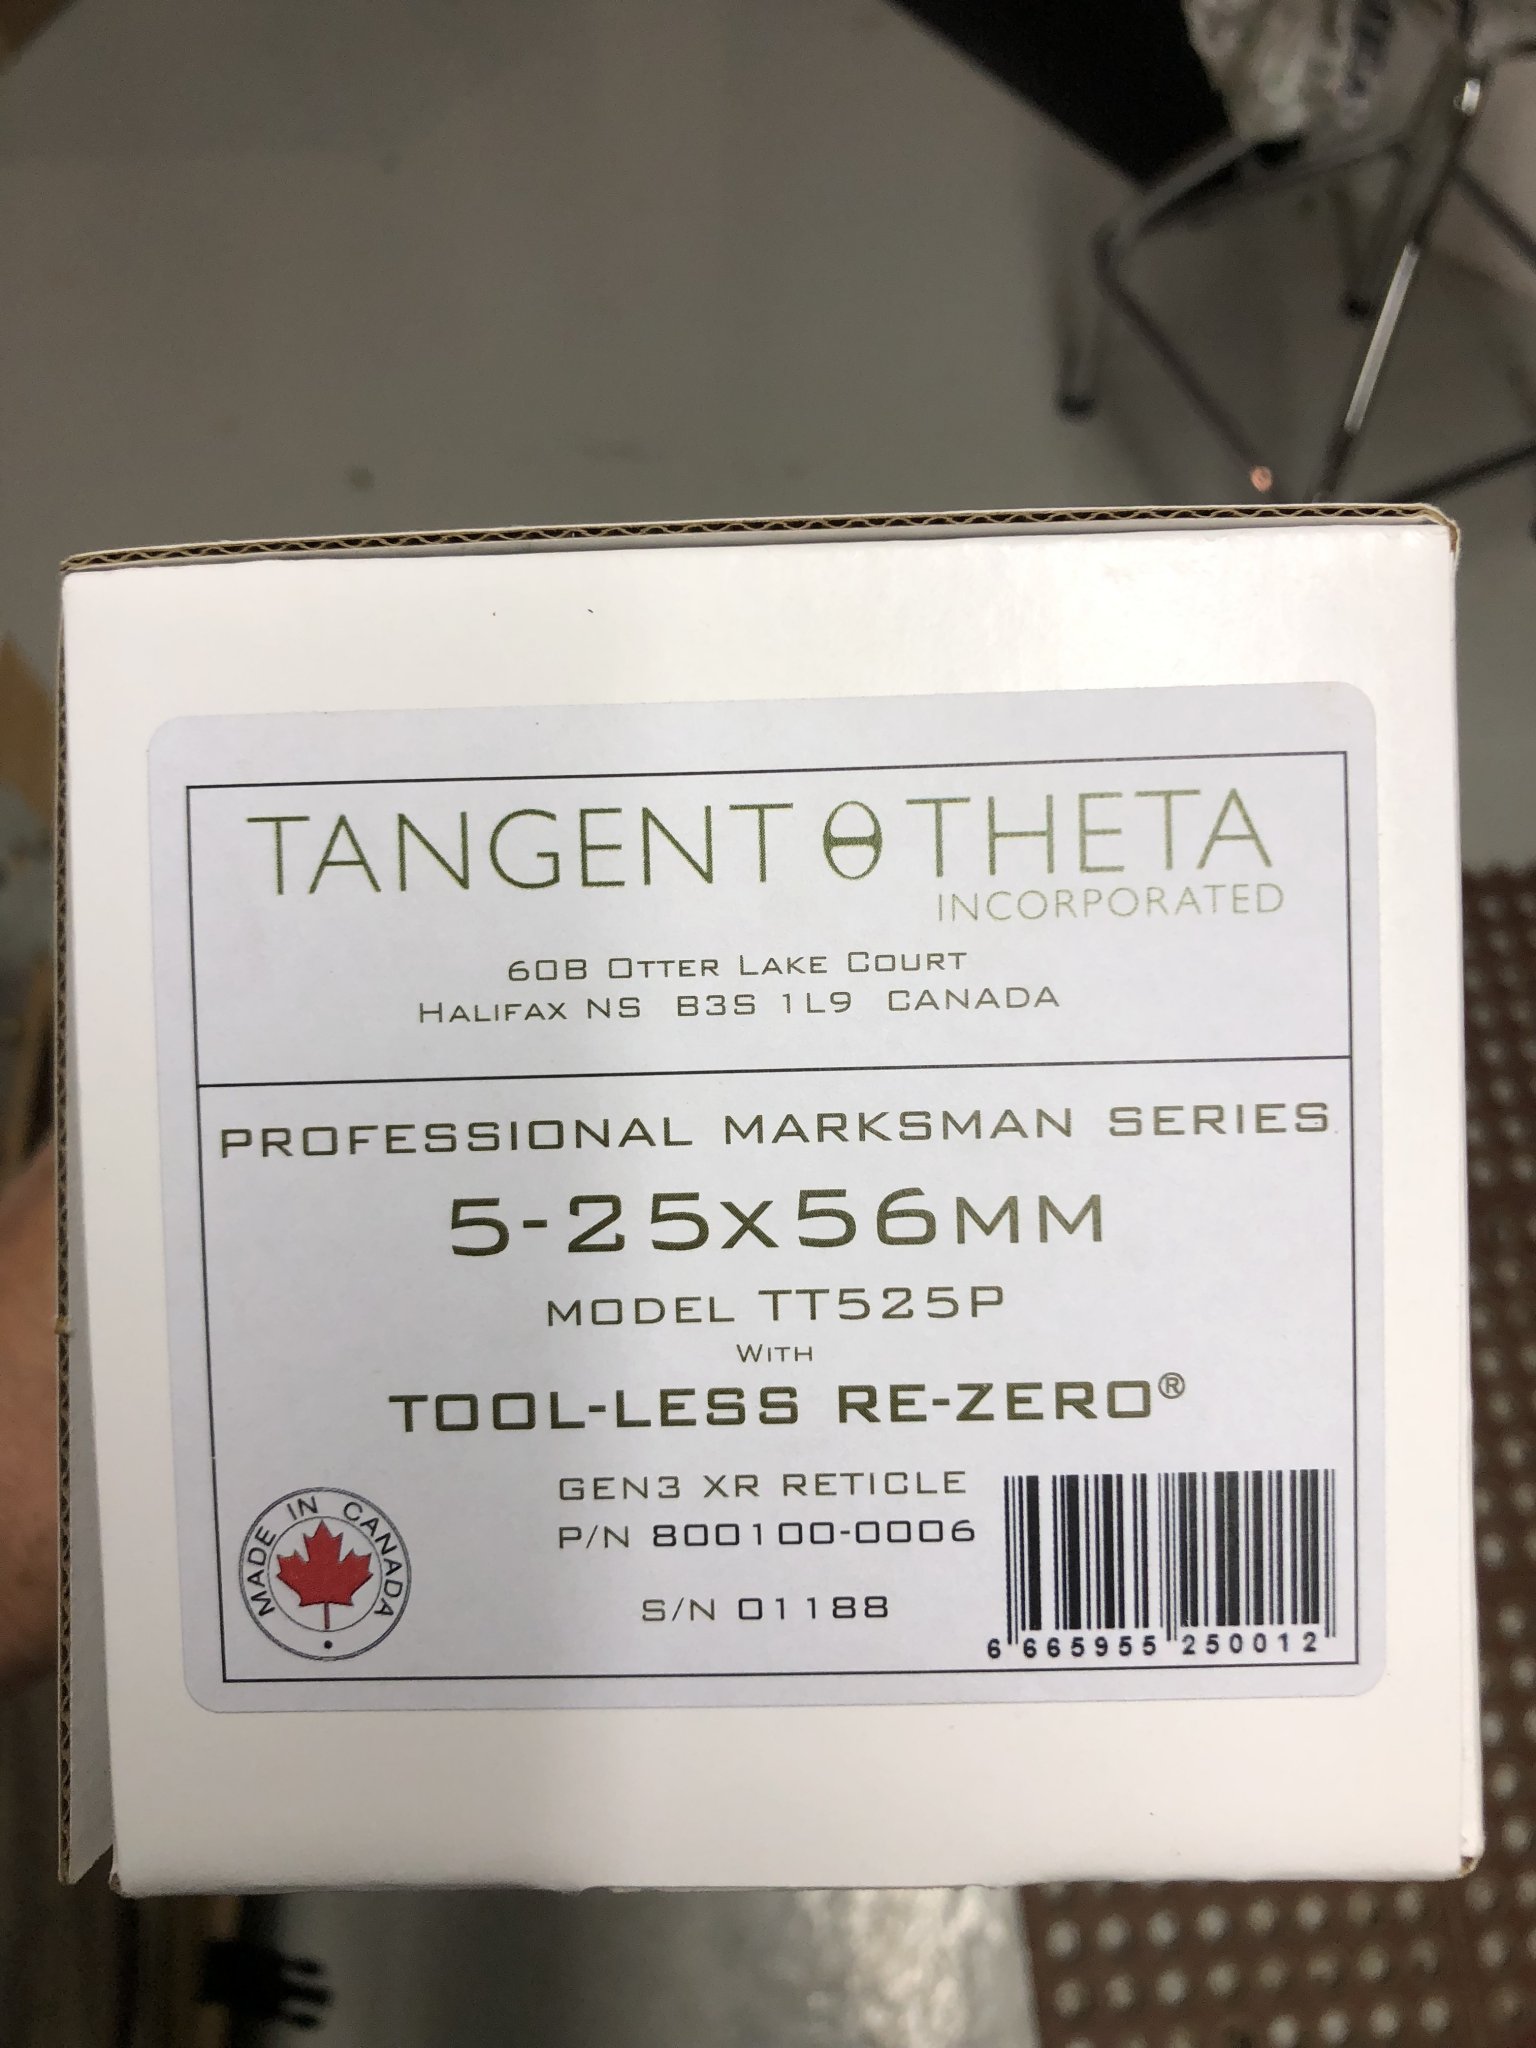 TANGENT θ THETA
INCORPORATED
60B OTTER LAKE COURT
HALIFAX NS B3S 1L9 CANADA
PROFESSIONAL MARKSMAN SERIES
5-25x56MM
MODEL TT525P
WITH
TOOL-LESS RE-ZERO®
GEN3 XR RETICLE
P/N 800100-0006
S/N 01188
MADE IN CANADA
6 665955 250012